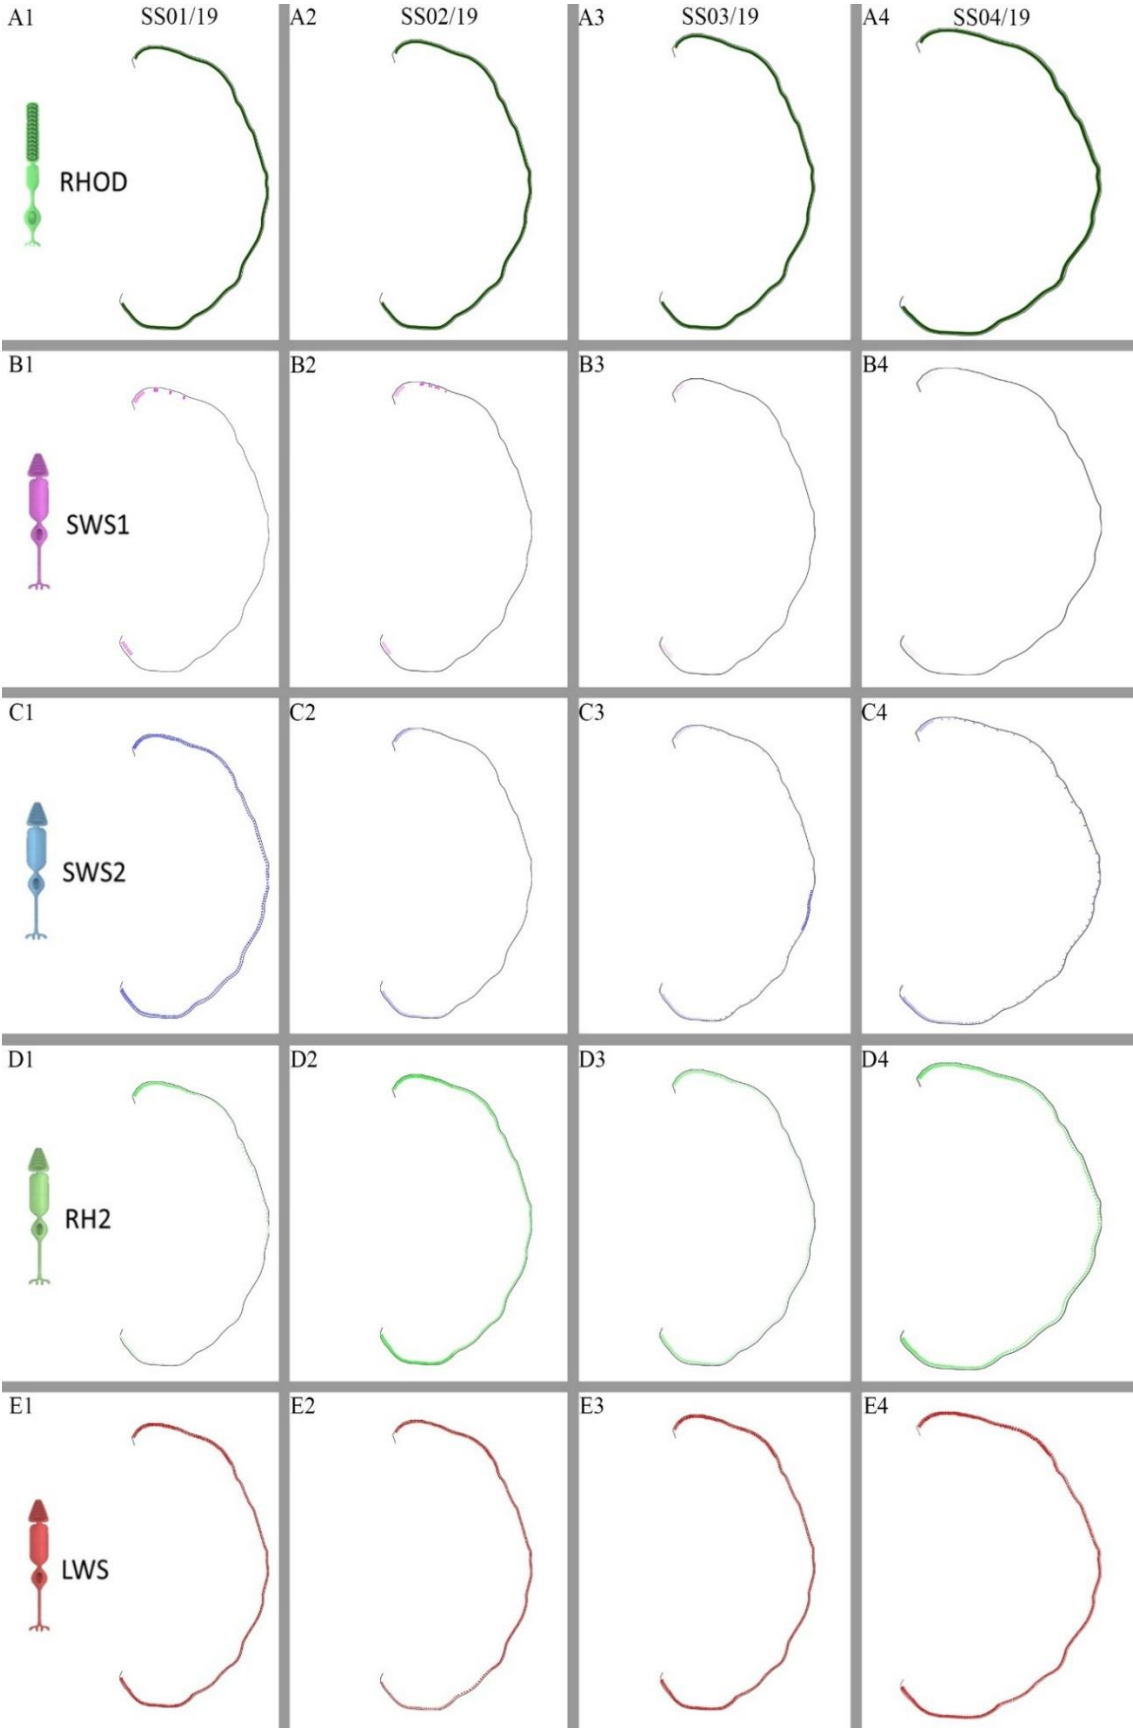 A1 SS01/19 A2 SS02/19 A3 SS03/19 A4 SS04/19
RHOD
B1 B2 B3 B4
SWS1
C1 C2 C3 C4
SWS2
D1 D2 D3 D4
RH2
E1 E2 E3 E4
LWS